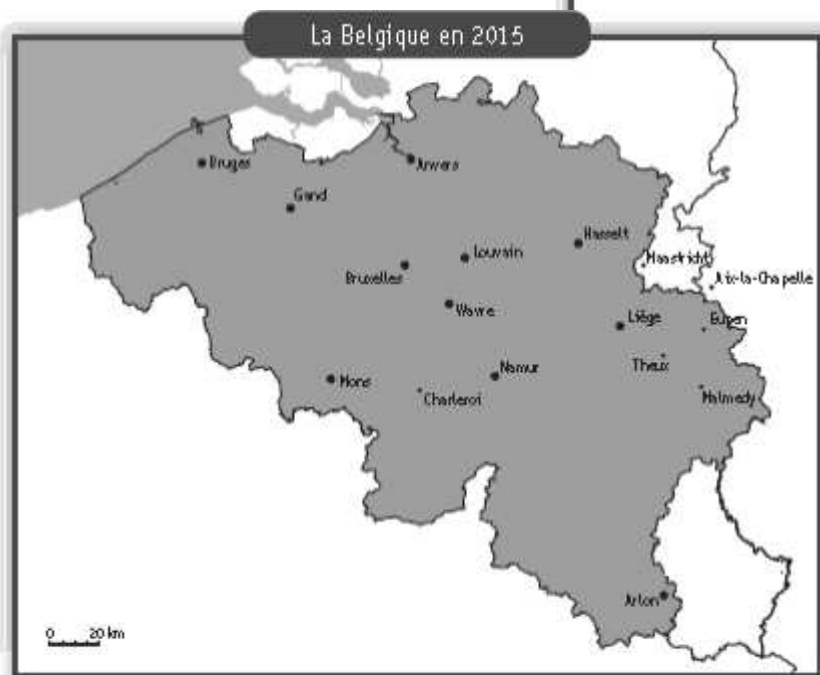 La Belgique en 2015
Bruges
Anvers
Gand
Hasselt
Louvain
Maastricht
Bruxelles
Aix-la-Chapelle
Wavre
Liège
Eupen
Theux
Mons
Namur
Charleroi
Malmedy
Arlon
0 20 km